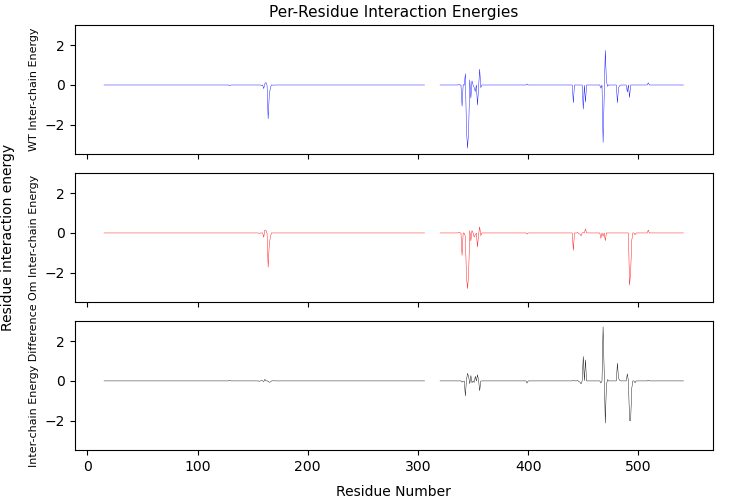 Per-Residue Interaction Energies
Residue interaction energy
WT Inter-chain Energy
2
0
−2
Om Inter-chain Energy
2
0
−2
Inter-chain Energy Difference
2
0
−2
0 100 200 300 400 500
Residue Number